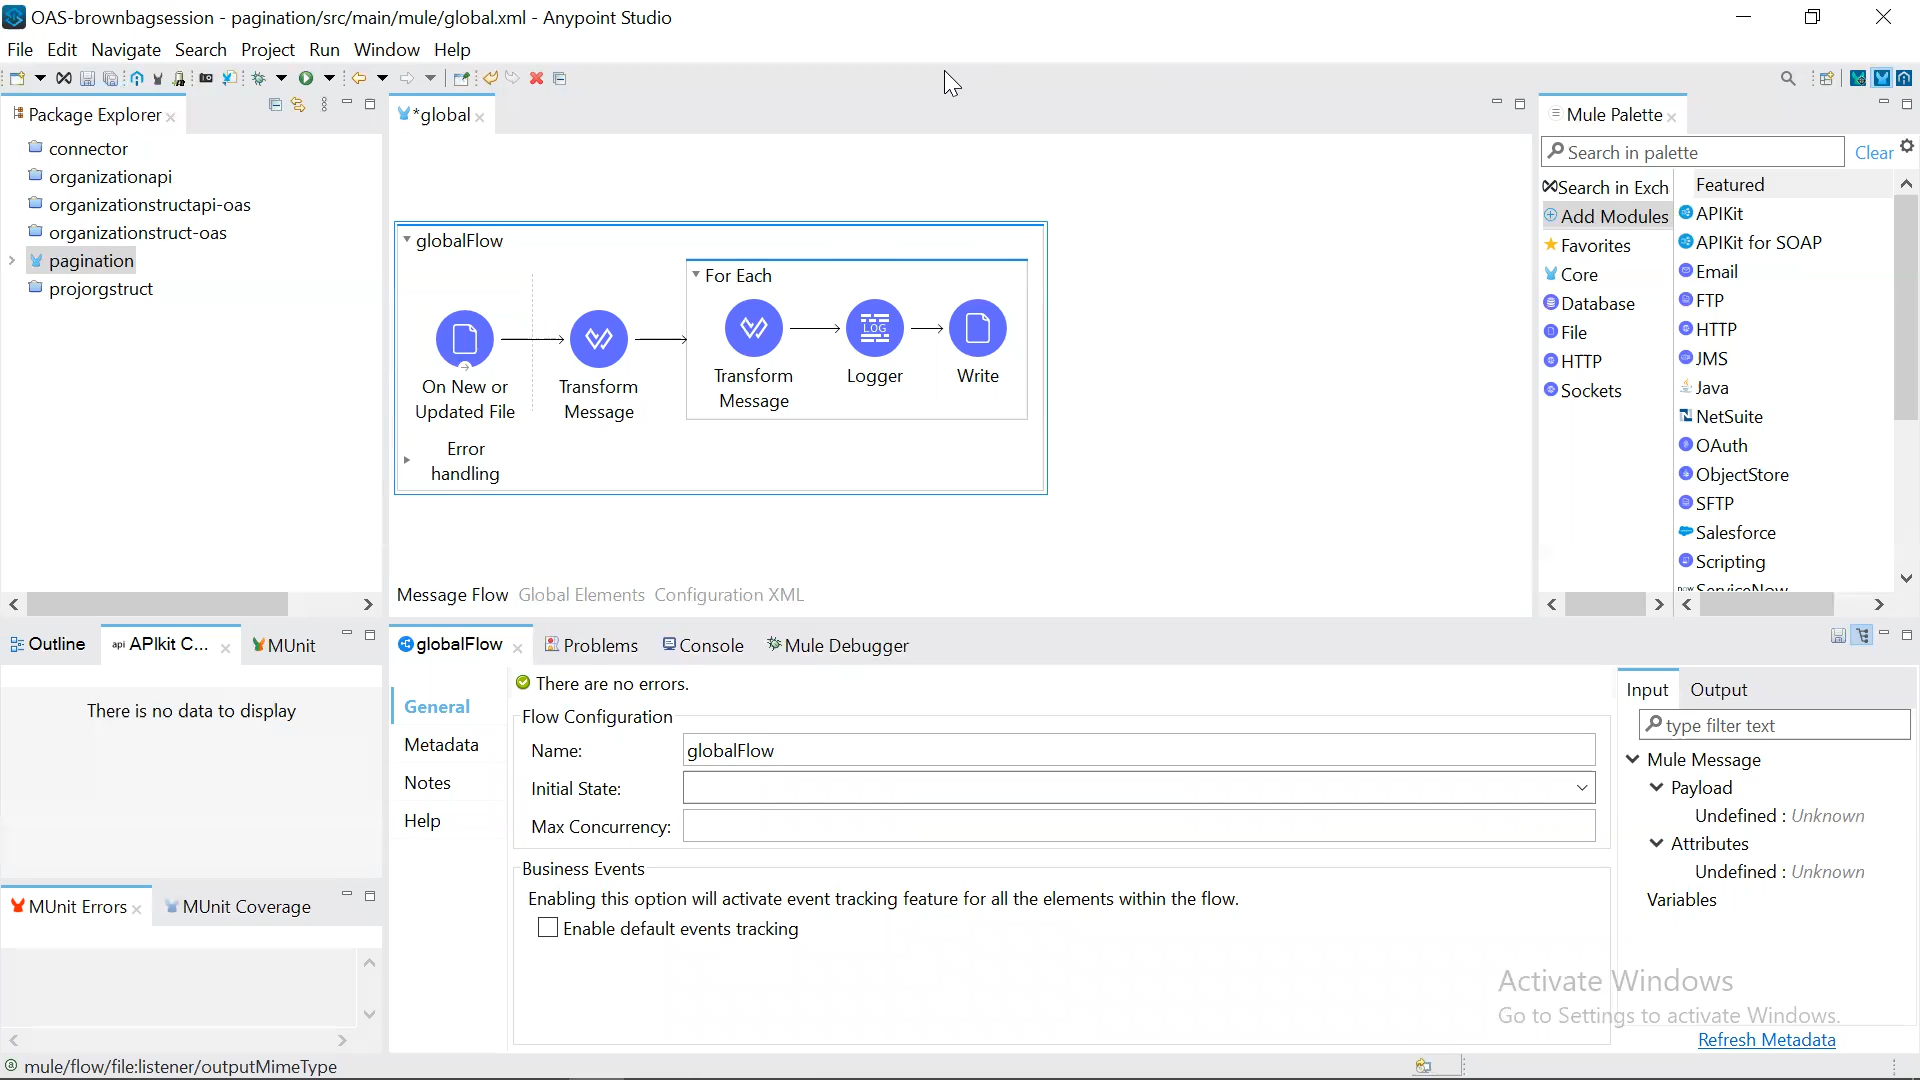 OAS-brownbagsession - pagination/src/main/mule/global.xml - Anypoint Studio
File Edit Navigate Search Project Run Window Help
Package Explorer
connector
organizationapi
organizationstructapi-oas
organizationstruct-oas
pagination
projorgstruct
*global
globalFlow
For Each
On New or
Updated File
Transform
Message
Transform
Message
LOG
Logger
Write
Error
handling
Message Flow Global Elements Configuration XML
Mule Palette
Search in palette
Clear
Search in Exch
Add Modules
Favorites
Core
Database
File
HTTP
Sockets
Featured
APIKit
APIKit for SOAP
Email
FTP
HTTP
JMS
Java
NetSuite
OAuth
ObjectStore
SFTP
Salesforce
Scripting
ServiceNow
Outline
api APIkit C...
MUnit
There is no data to display
MUnit Errors
MUnit Coverage
globalFlow
Problems
Console
Mule Debugger
General
Metadata
Notes
Help
There are no errors.
Flow Configuration
Name: globalFlow
Initial State:
Max Concurrency:
Business Events
Enabling this option will activate event tracking feature for all the elements within the flow.
Enable default events tracking
Input Output
type filter text
Mule Message
Payload
Undefined : Unknown
Attributes
Undefined : Unknown
Variables
Activate Windows
Go to Settings to activate Windows.
Refresh Metadata
mule/flow/file:listener/outputMimeType